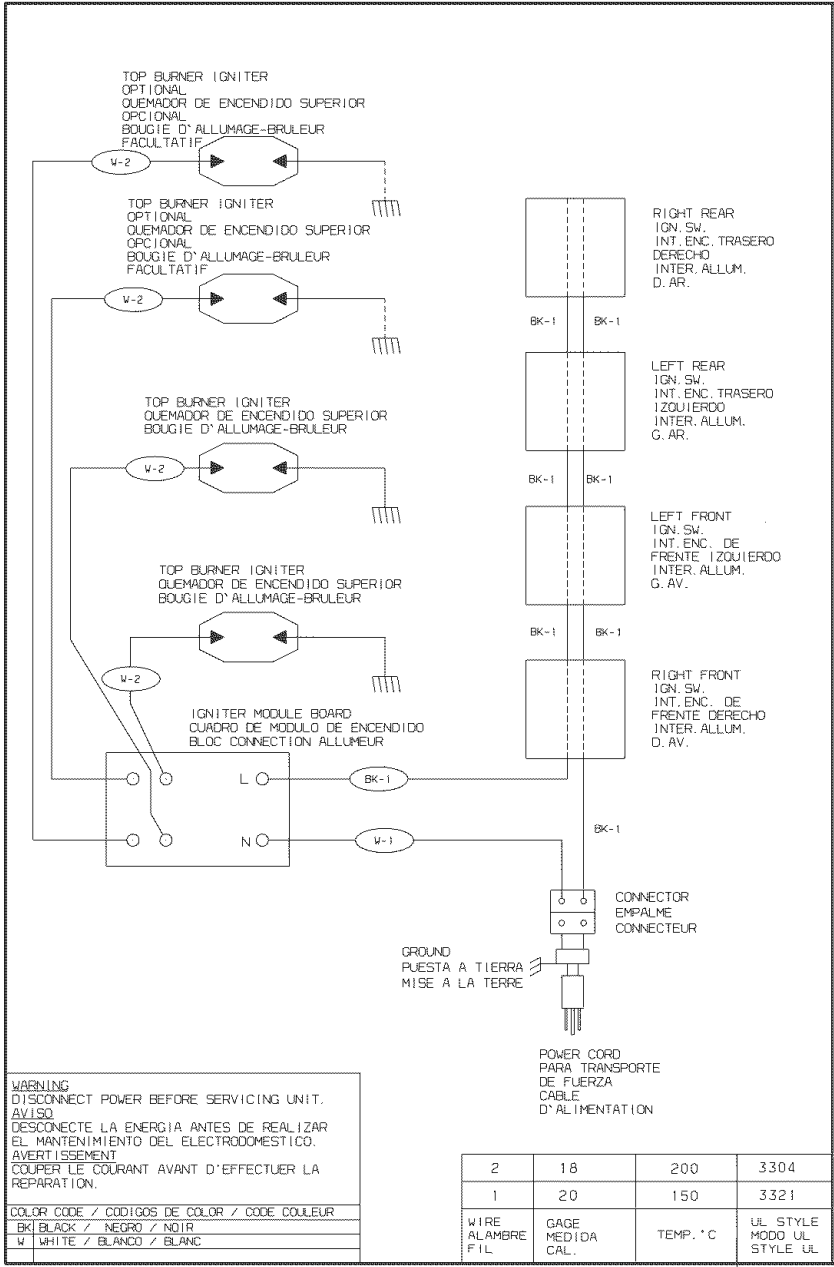 TOP BURNER IGNITER
OPTIONAL
QUEMADOR DE ENCENDIDO SUPERIOR
OPCIONAL
BOUGIE D`ALLUMAGE-BRULEUR
FACULTATIF
W-2
TOP BURNER IGNITER
OPTIONAL
QUEMADOR DE ENCENDIDO SUPERIOR
OPCIONAL
BOUGIE D`ALLUMAGE-BRULEUR
FACULTATIF
W-2
TOP BURNER IGNITER
QUEMADOR DE ENCENDIDO SUPERIOR
BOUGIE D`ALLUMAGE-BRULEUR
W-2
TOP BURNER IGNITER
QUEMADOR DE ENCENDIDO SUPERIOR
BOUGIE D`ALLUMAGE-BRULEUR
W-2
RIGHT REAR
IGN. SW.
INT. ENC. TRASERO
DERECHO
INTER. ALLUM.
D. AR.
BK-1 BK-1
LEFT REAR
IGN. SW.
INT. ENC. TRASERO
IZQUIERDO
INTER. ALLUM.
G. AR.
BK-1 BK-1
LEFT FRONT
IGN. SW.
INT. ENC. DE
FRENTE IZQUIERDO
INTER. ALLUM.
G. AV.
BK-1 BK-1
RIGHT FRONT
IGN. SW.
INT. ENC. DE
FRENTE DERECHO
INTER. ALLUM.
D. AV.
IGNITER MODULE BOARD
CUADRO DE MODULO DE ENCENDIDO
BLOC CONNECTION ALLUMEUR
L BK-1
N W-1
BK-1
CONNECTOR
EMPALME
CONNECTEUR
GROUND
PUESTA A TIERRA
MISE A LA TERRE
POWER CORD
PARA TRANSPORTE
DE FUERZA
CABLE
D'ALIMENTATION
WARNING
DISCONNECT POWER BEFORE SERVICING UNIT.
AVISO
DESCONECTE LA ENERGIA ANTES DE REALIZAR
EL MANTENIMIENTO DEL ELECTRODOMESTICO.
AVERTISSEMENT
COUPER LE COURANT AVANT D'EFFECTUER LA
REPARATION.
COLOR CODE / CODIGOS DE COLOR / CODE COULEUR
BK BLACK / NEGRO / NOIR
W WHITE / BLANCO / BLANC
2 18 200 3304
1 20 150 3321
WIRE GAGE TEMP. °C UL STYLE
ALAMBRE MEDIDA MODO UL
FIL CAL. STYLE UL